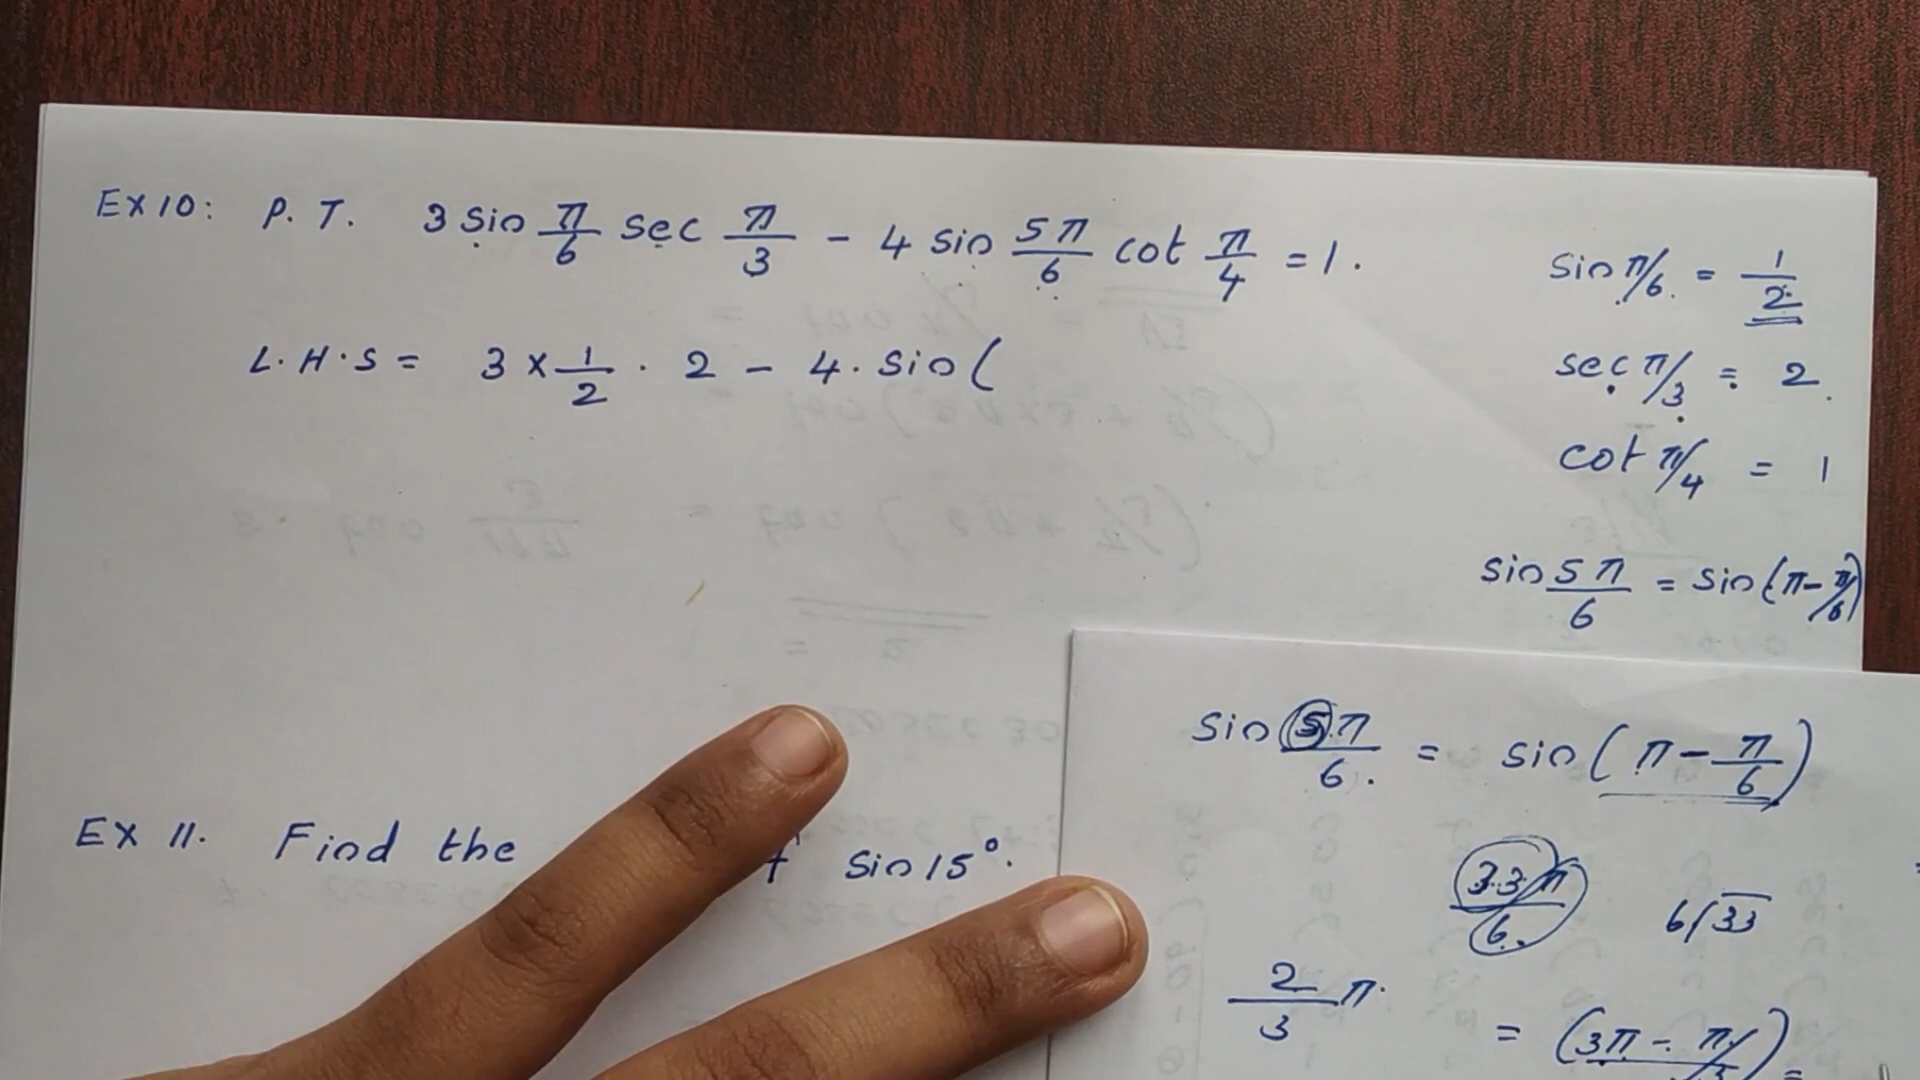 Ex 10: P. T. 3 sin π/6 sec π/3 - 4 sin 5π/6 cot π/4 = 1.
L.H.S = 3 × 1/2 . 2 - 4. sin(
sin π/6 = 1/2
sec π/3 = 2
cot π/4 = 1
sin 5π/6 = sin(π - π/6)
Ex 11. Find the sin 15°.
sin 5π/6 = sin(π - π/6)
33π/6
6 33
2/3 π
= (3π - π/3) =